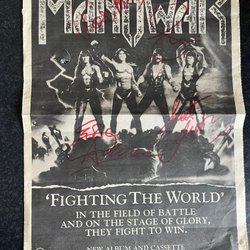 MANOWAR
'FIGHTING THE WORLD'
IN THE FIELD OF BATTLE
AND ON THE STAGE OF GLORY,
THEY FIGHT TO WIN.
NEW ALBUM AND CASSETTE